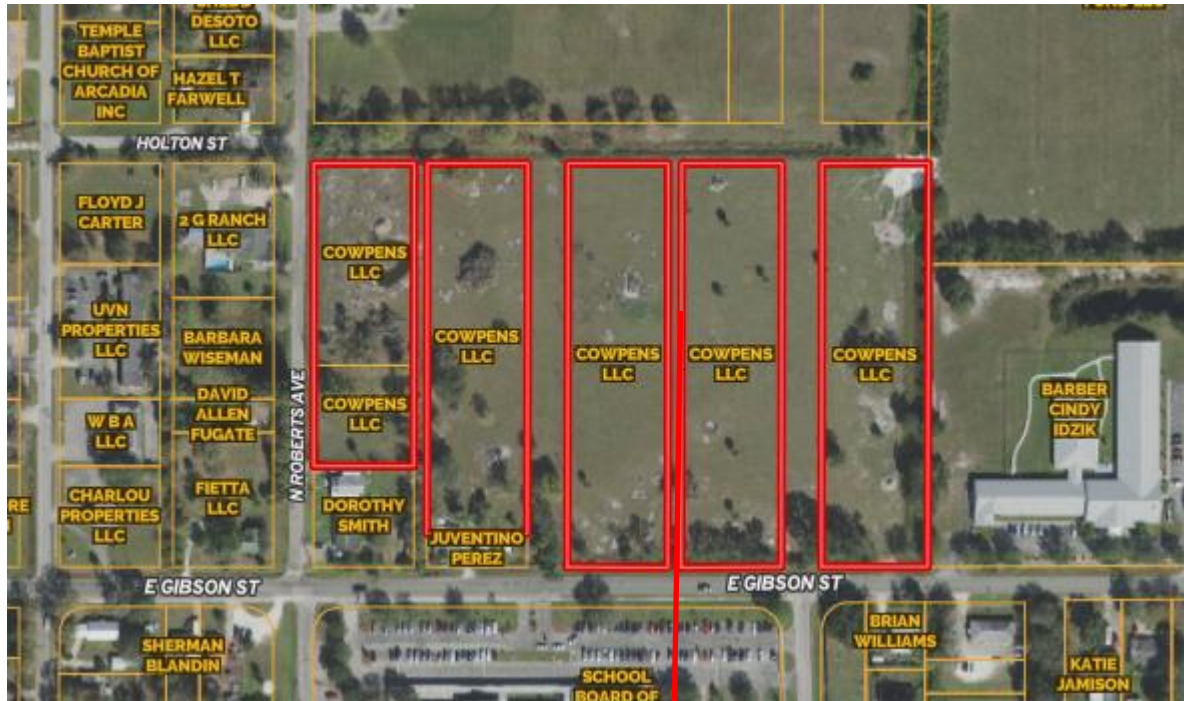 DESOTO
LLC
TEMPLE
BAPTIST
CHURCH OF
ARCADIA
INC
HAZEL T
FARWELL
HOLTON ST
FLOYD J
CARTER
2 G RANCH
LLC
COWPENS
LLC
UVN
PROPERTIES
LLC
BARBARA
WISEMAN
COWPENS
LLC
COWPENS
LLC
COWPENS
LLC
COWPENS
LLC
N ROBERTS AVE
DAVID
ALLEN
FUGATE
COWPENS
LLC
W B A
LLC
BARBER
CINDY
IDZIK
CHARLOU
PROPERTIES
LLC
FIETTA
LLC
DOROTHY
SMITH
JUVENTINO
PEREZ
E GIBSON ST
E GIBSON ST
SHERMAN
BLANDIN
BRIAN
WILLIAMS
SCHOOL
BOARD OF
KATIE
JAMISON